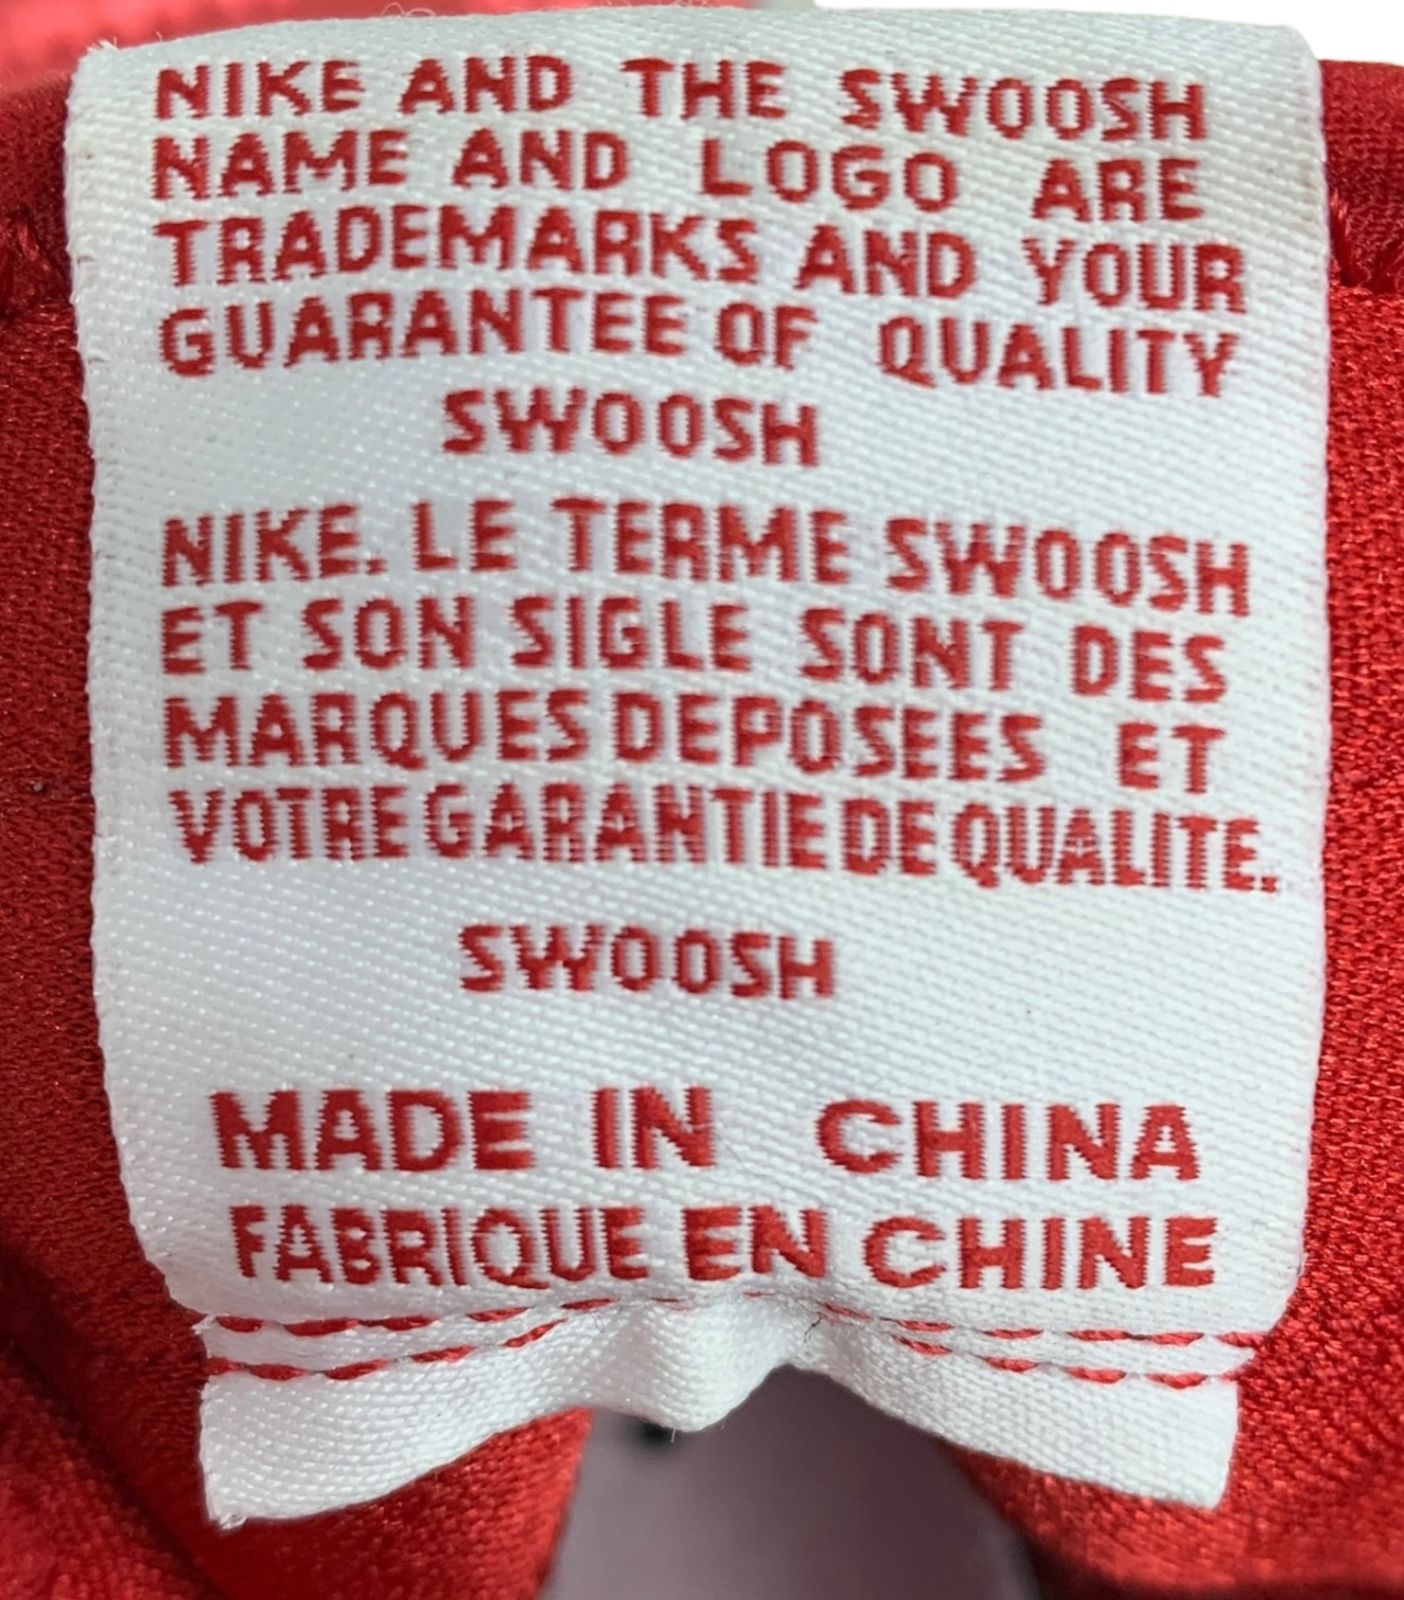 NIKE AND THE SWOOSH
NAME AND LOGO ARE
TRADEMARKS AND YOUR
GUARANTEE OF QUALITY
SWOOSH
NIKE. LE TERME SWOOSH
ET SON SIGLE SONT DES
MARQUES DEPOSEES ET
VOTRE GARANTIE DE QUALITE.
SWOOSH
MADE IN CHINA
FABRIQUE EN CHINE